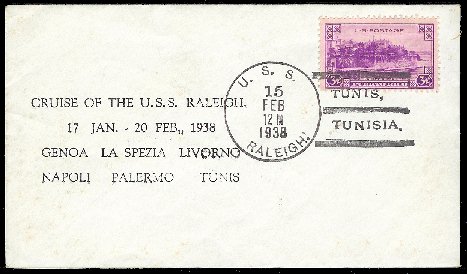 CRUISE OF THE U.S.S. RALEIGH.
17 JAN. - 20 FEB., 1938
GENOA LA SPEZIA LIVORNO
NAPOLI PALERMO TUNIS
U. S. S.
15
FEB
12 M
1938
RALEIGH
U·S·POSTAGE
3¢
TUNIS,
TUNISIA.